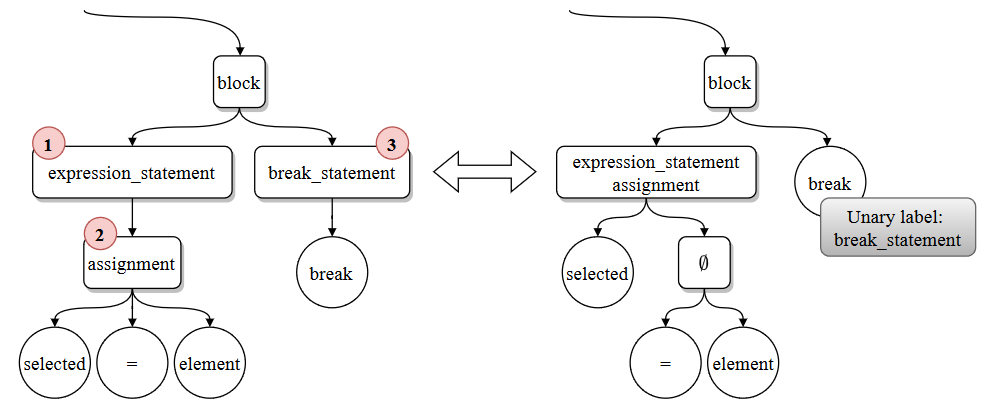 block
1
expression_statement
3
break_statement
2
assignment
break
selected
=
element
block
expression_statement
assignment
break
Unary label:
break_statement
selected
∅
=
element